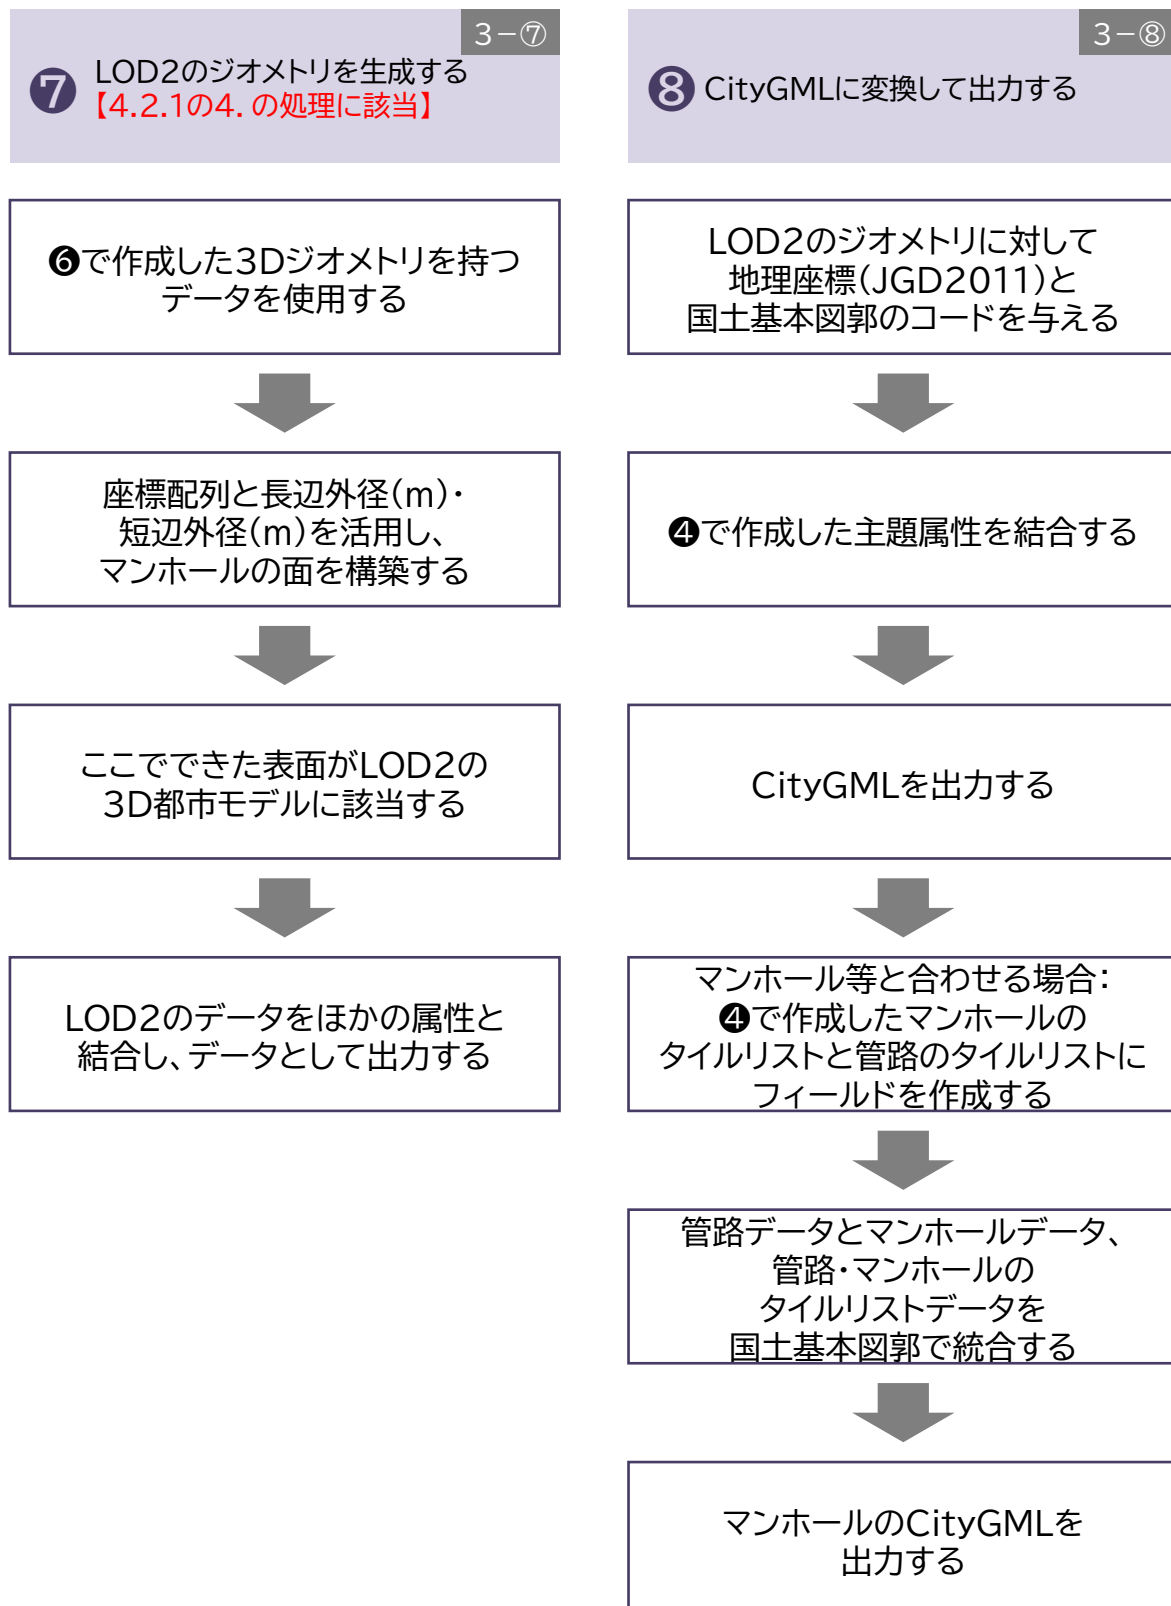 3－⑦
❼ LOD2のジオメトリを生成する
【4.2.1の4. の処理に該当】
❻で作成した3Dジオメトリを持つ
データを使用する
座標配列と長辺外径(m)・
短辺外径(m)を活用し、
マンホールの面を構築する
ここでできた表面がLOD2の
3D都市モデルに該当する
LOD2のデータをほかの属性と
結合し、データとして出力する
3－⑧
❽ CityGMLに変換して出力する
LOD2のジオメトリに対して
地理座標(JGD2011)と
国土基本図郭のコードを与える
❹で作成した主題属性を結合する
CityGMLを出力する
マンホール等と合わせる場合：
❹で作成したマンホールの
タイルリストと管路のタイルリストに
フィールドを作成する
管路データとマンホールデータ、
管路・マンホールの
タイルリストデータを
国土基本図郭で統合する
マンホールのCityGMLを
出力する